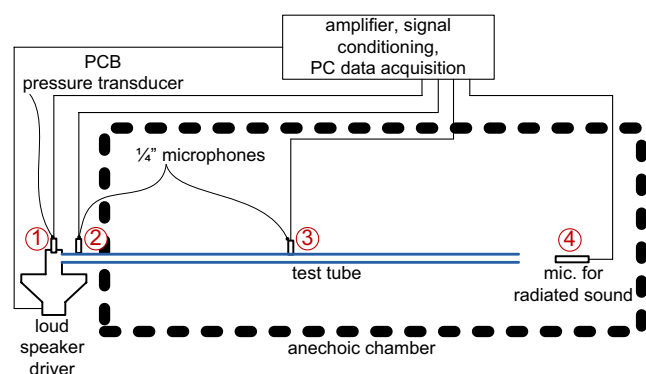 amplifier, signal
conditioning,
PC data acquisition
PCB
pressure transducer
¼" microphones
1
2
3
4
test tube
mic. for
radiated sound
loud
speaker
driver
anechoic chamber